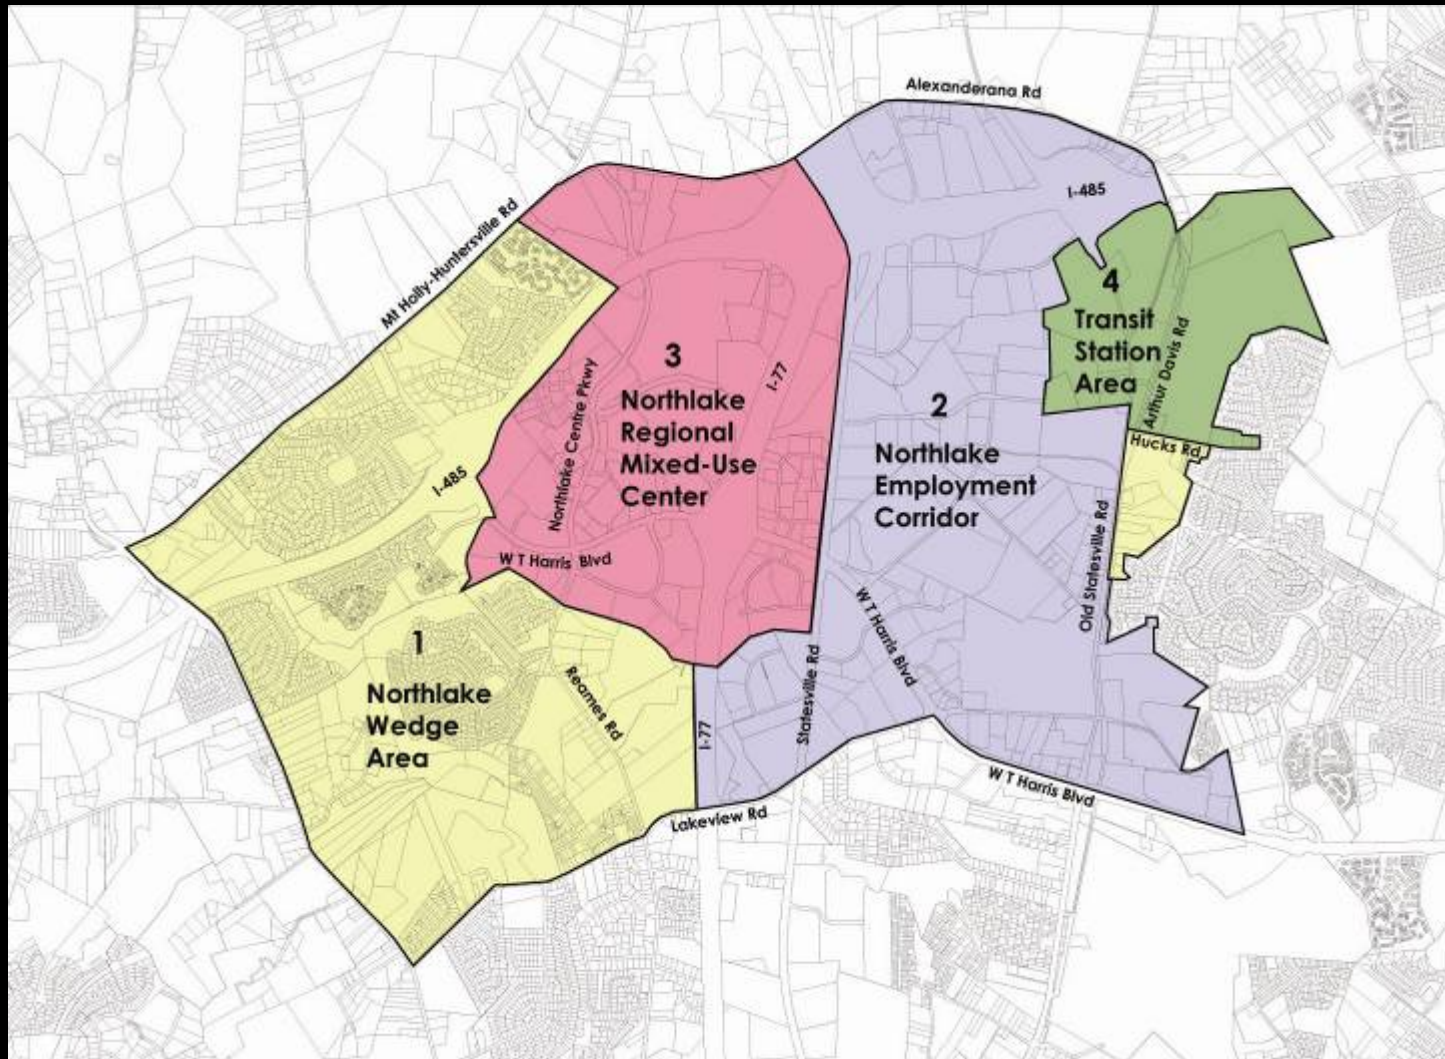 Alexanderana Rd
I-485
Mt Holly-Huntersville Rd
4
Transit
Station
Area
Arthur Davis Rd
3
Northlake
Regional
Mixed-Use
Center
I-77
Northlake Centre Pkwy
2
Northlake
Employment
Corridor
Hucks Rd
I-485
W T Harris Blvd
Old Statesville Rd
W T Harris Blvd
1
Northlake
Wedge
Area
Reames Rd
Statesville Rd
I-77
W T Harris Blvd
Lakeview Rd